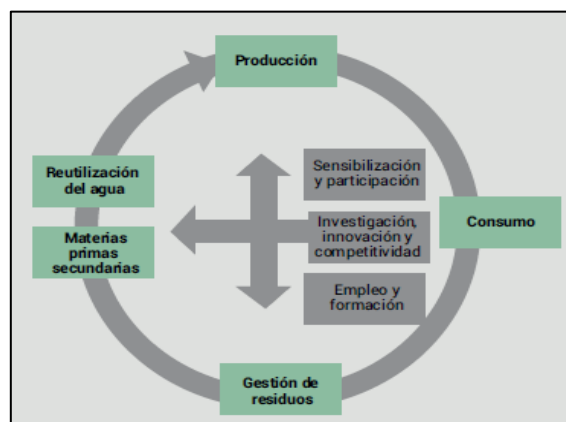 Producción
Reutilización
del agua
Materias
primas
secundarias
Sensibilización
y participación
Investigación,
innovación y
competitividad
Empleo y
formación
Consumo
Gestión de
residuos